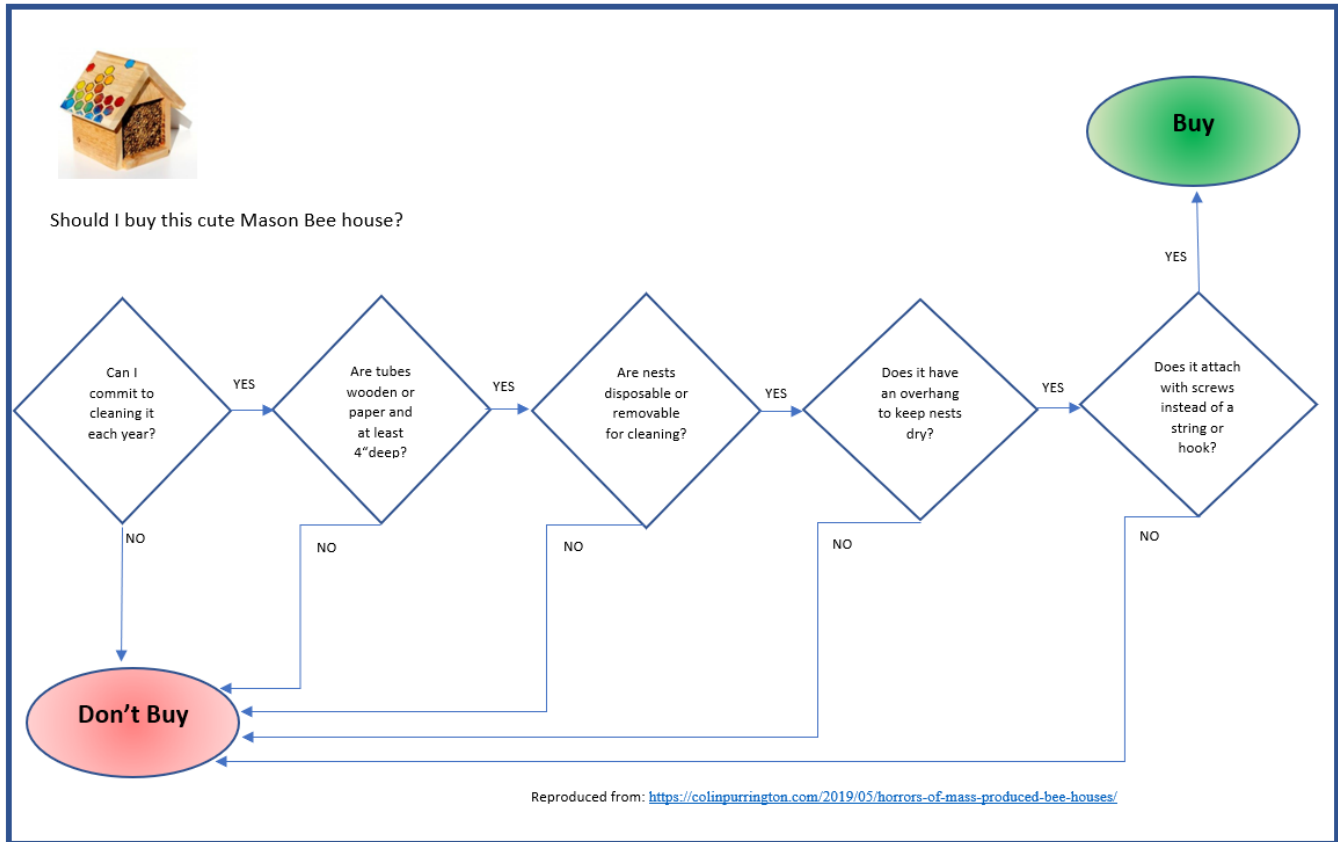 Buy
Should I buy this cute Mason Bee house?
YES
Can I
commit to
cleaning it
each year?
YES
Are tubes
wooden or
paper and
at least
4“deep?
YES
Are nests
disposable or
removable
for cleaning?
YES
Does it have
an overhang
to keep nests
dry?
YES
Does it attach
with screws
instead of a
string or
hook?
NO
NO
NO
NO
NO
Don’t Buy
Reproduced from: https://colinpurrington.com/2019/05/horrors-of-mass-produced-bee-houses/